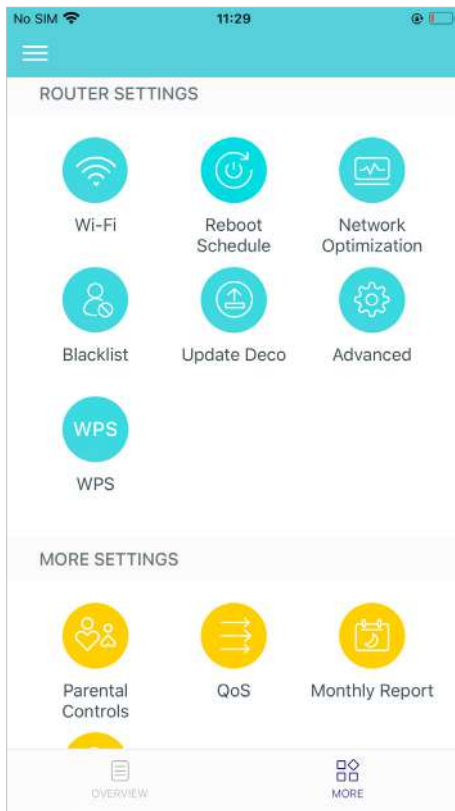 No SIM 11:29
ROUTER SETTINGS
Wi-Fi
Reboot
Schedule
Network
Optimization
Blacklist
Update Deco
Advanced
WPS
WPS
MORE SETTINGS
Parental
Controls
QoS
Monthly Report
OVERVIEW
MORE